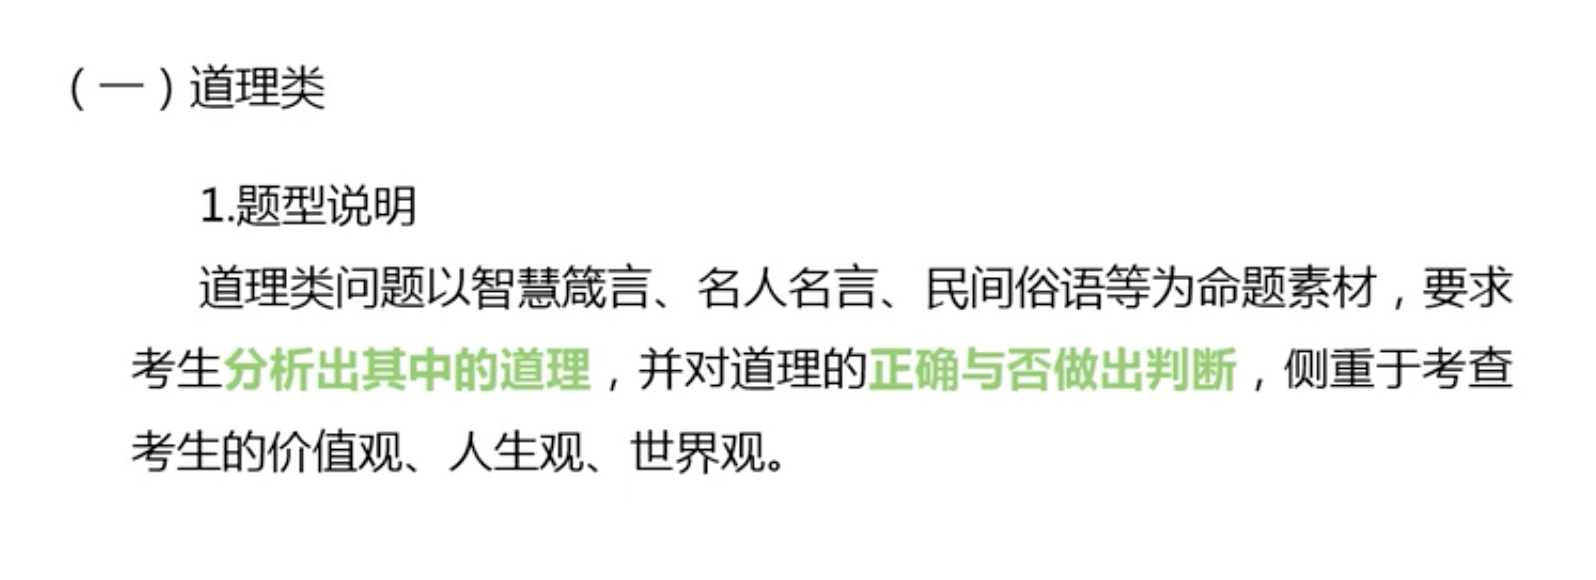 （一）道理类
1.题型说明
道理类问题以智慧箴言、名人名言、民间俗语等为命题素材，要求
考生分析出其中的道理，并对道理的正确与否做出判断，侧重于考查
考生的价值观、人生观、世界观。